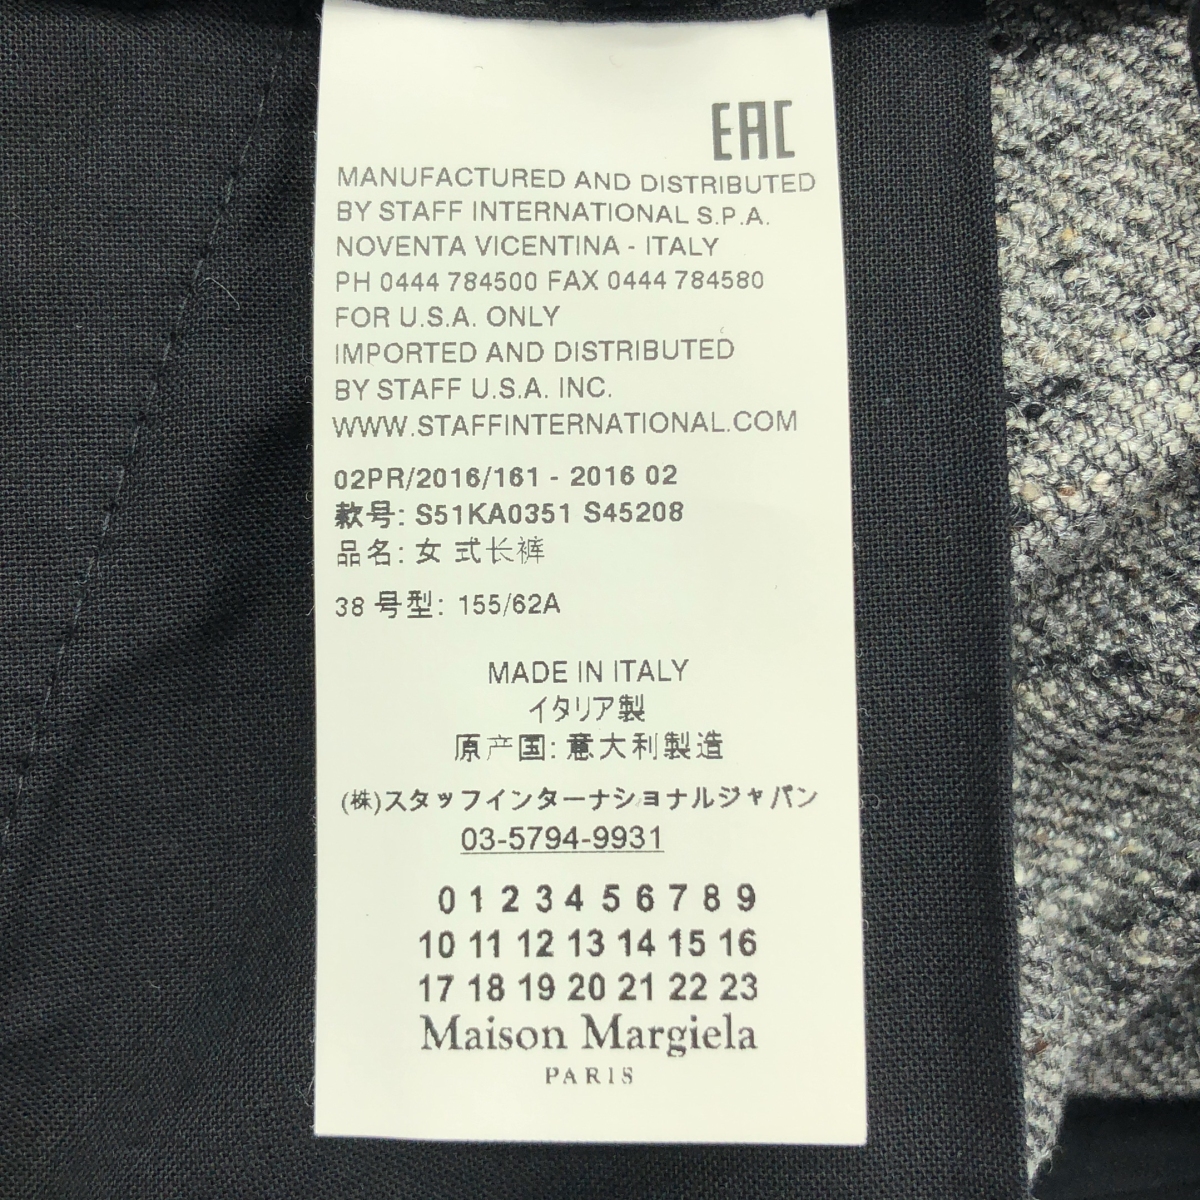 EAC
MANUFACTURED AND DISTRIBUTED
BY STAFF INTERNATIONAL S.P.A.
NOVENTA VICENTINA - ITALY
PH 0444 784500 FAX 0444 784580
FOR U.S.A. ONLY
IMPORTED AND DISTRIBUTED
BY STAFF U.S.A. INC.
WWW.STAFFINTERNATIONAL.COM
02PR/2016/161 - 2016 02
款号: S51KA0351 S45208
品名: 女 式长裤
38 号型: 155/62A
MADE IN ITALY
イタリア製
原产国: 意大利製造
(株)スタッフインターナショナルジャパン
03-5794-9931
0 1 2 3 4 5 6 7 8 9
10 11 12 13 14 15 16
17 18 19 20 21 22 23
Maison Margiela
PARIS